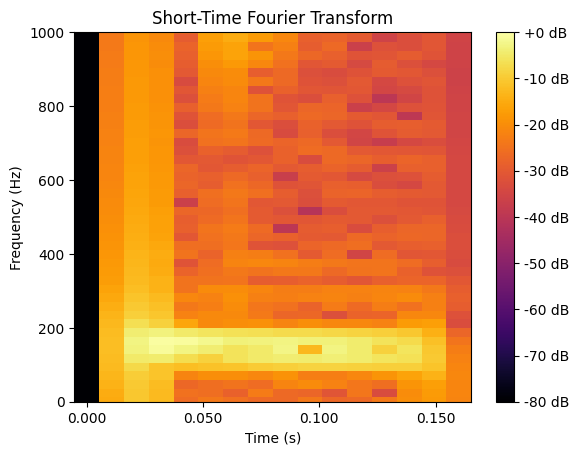 Short-Time Fourier Transform
1000
800
600
400
200
0
Frequency (Hz)
0.000
0.050
0.100
0.150
Time (s)
+0 dB
-10 dB
-20 dB
-30 dB
-40 dB
-50 dB
-60 dB
-70 dB
-80 dB